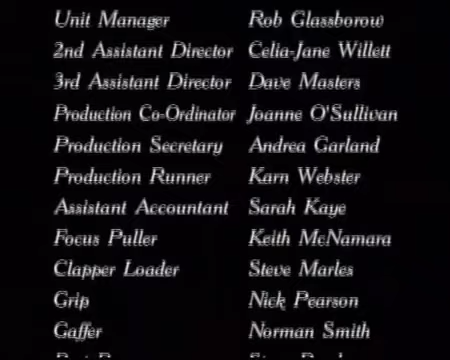 Unit Manager Rob Glassborow
2nd Assistant Director Celia-Jane Willett
3rd Assistant Director Dave Masters
Production Co-Ordinator Joanne O'Sullivan
Production Secretary Andrea Garland
Production Runner Karn Webster
Assistant Accountant Sarah Kaye
Focus Puller Keith McNamara
Clapper Loader Steve Marles
Grip Nick Pearson
Gaffer Norman Smith